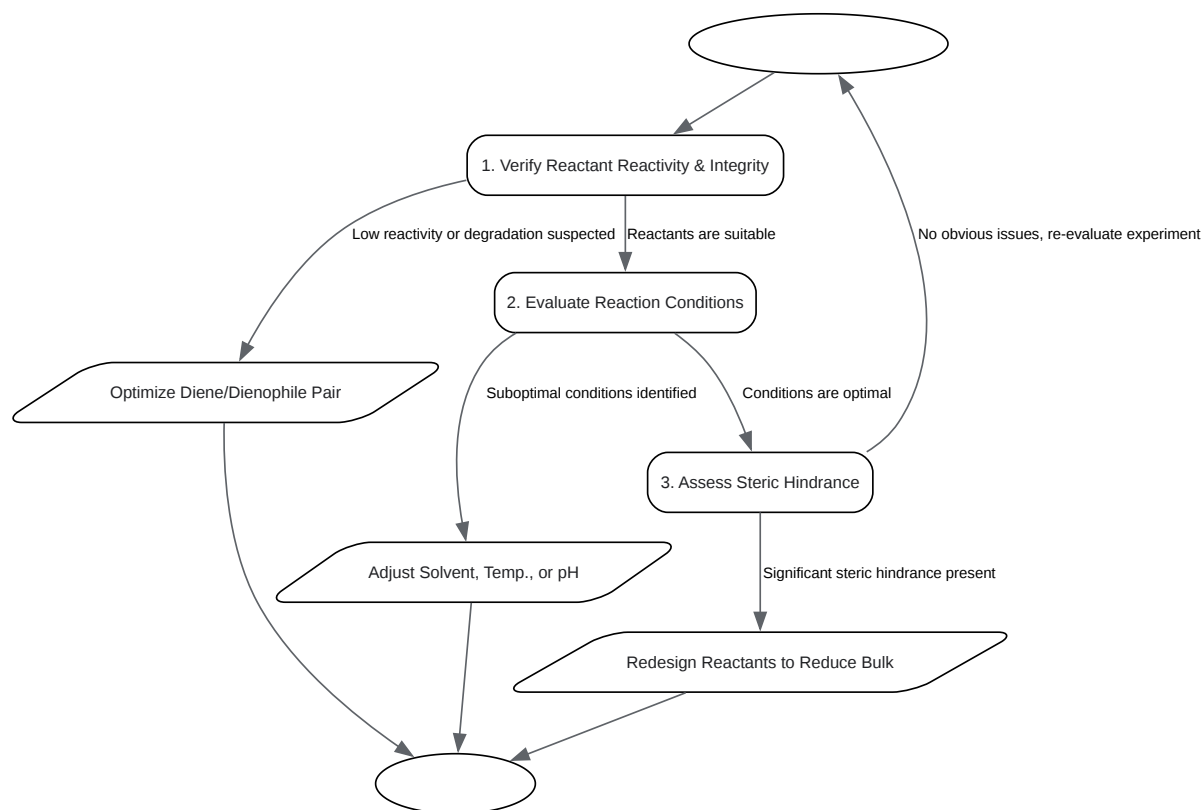 1. Verify Reactant Reactivity & Integrity
Low reactivity or degradation suspected
Reactants are suitable
No obvious issues, re-evaluate experiment
2. Evaluate Reaction Conditions
Optimize Diene/Dienophile Pair
Suboptimal conditions identified
Conditions are optimal
3. Assess Steric Hindrance
Adjust Solvent, Temp., or pH
Significant steric hindrance present
Redesign Reactants to Reduce Bulk